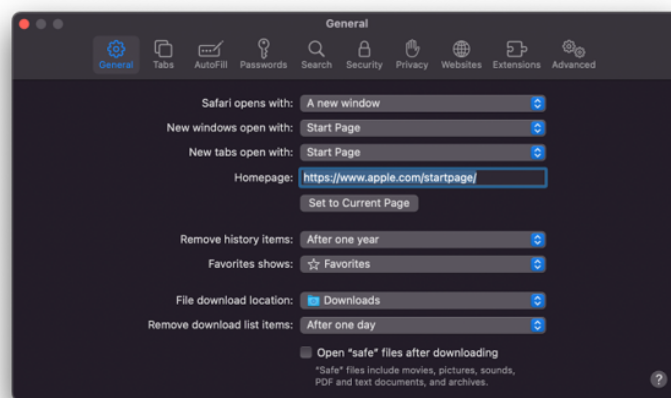 General
General Tabs AutoFill Passwords Search Security Privacy Websites Extensions Advanced
Safari opens with: A new window
New windows open with: Start Page
New tabs open with: Start Page
Homepage: https://www.apple.com/startpage/
Set to Current Page
Remove history items: After one year
Favorites shows: Favorites
File download location: Downloads
Remove download list items: After one day
Open “safe” files after downloading
“Safe” files include movies, pictures, sounds,
PDF and text documents, and archives.
?